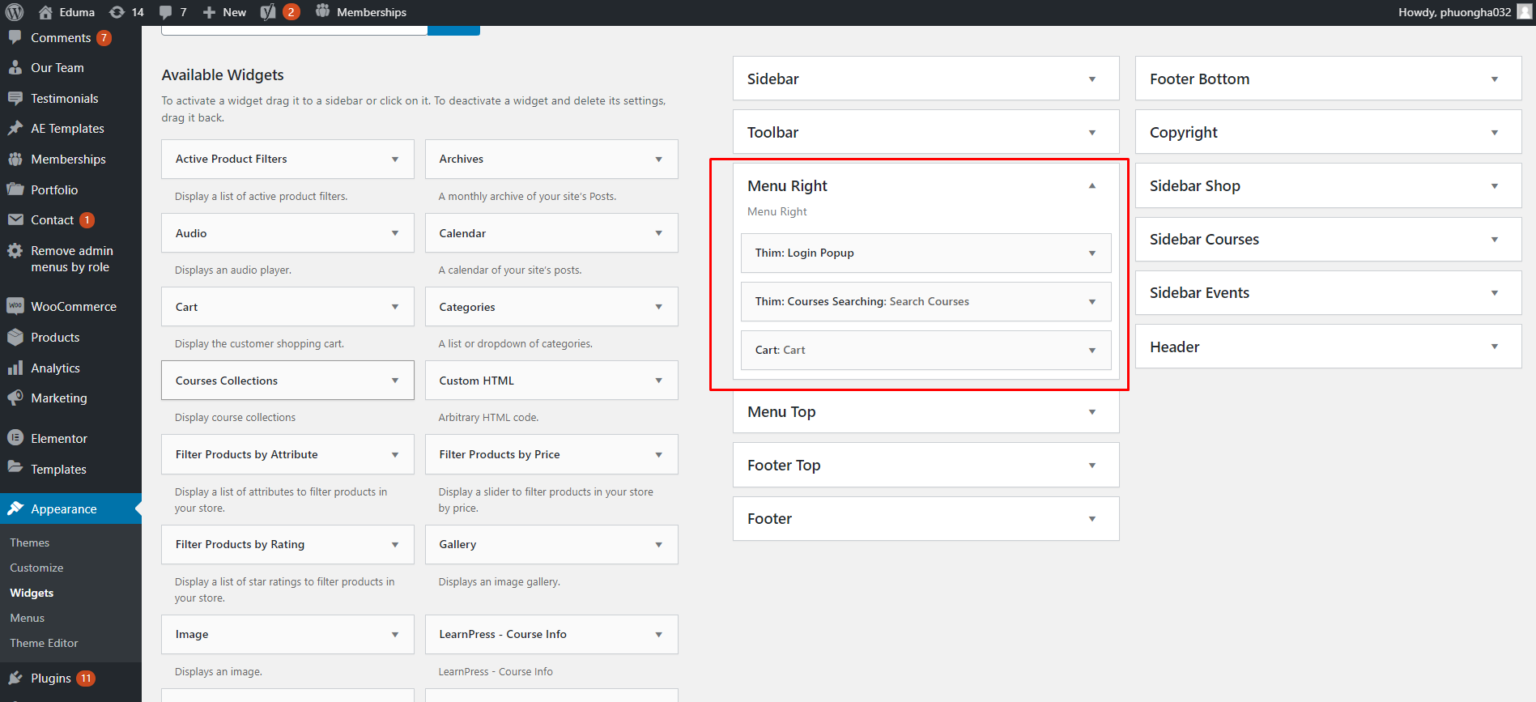 Eduma 14 7 New 2 Memberships Howdy, phuongha032
Comments 7
Our Team
Testimonials
AE Templates
Memberships
Portfolio
Contact 1
Remove admin
menus by role
WOO WooCommerce
Products
Analytics
Marketing
Elementor
Templates
Appearance
Themes
Customize
Widgets
Menus
Theme Editor
Plugins 11
Available Widgets
To activate a widget drag it to a sidebar or click on it. To deactivate a widget and delete its settings,
drag it back.
Active Product Filters
Display a list of active product filters.
Archives
A monthly archive of your site's Posts.
Audio
Displays an audio player.
Calendar
A calendar of your site's posts.
Cart
Display the customer shopping cart.
Categories
A list or dropdown of categories.
Courses Collections
Display course collections
Custom HTML
Arbitrary HTML code.
Filter Products by Attribute
Display a list of attributes to filter products in
your store.
Filter Products by Price
Display a slider to filter products in your store
by price.
Filter Products by Rating
Display a list of star ratings to filter products in
your store.
Gallery
Displays an image gallery.
Image
Displays an image.
LearnPress - Course Info
LearnPress - Course Info
Sidebar
Toolbar
Menu Right
Menu Right
Thim: Login Popup
Thim: Courses Searching: Search Courses
Cart: Cart
Menu Top
Footer Top
Footer
Footer Bottom
Copyright
Sidebar Shop
Sidebar Courses
Sidebar Events
Header